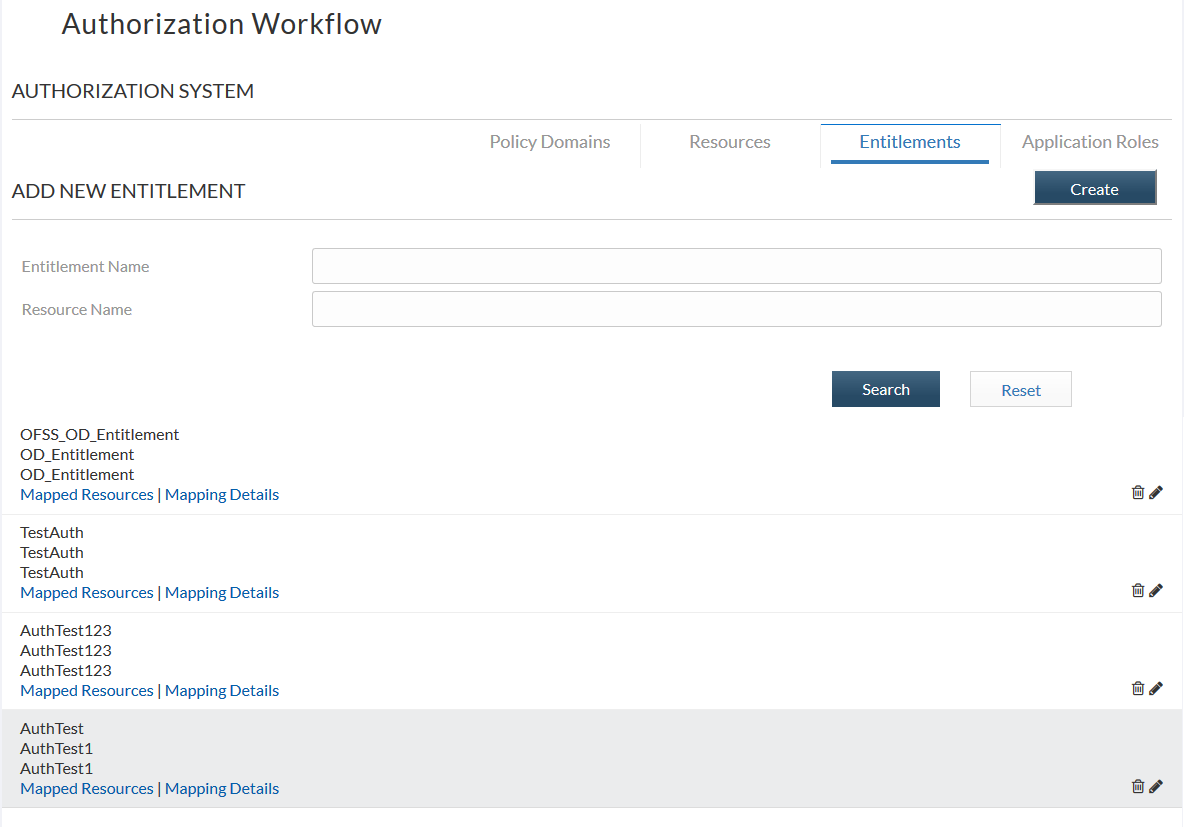 Authorization Workflow
AUTHORIZATION SYSTEM
Policy Domains Resources Entitlements Application Roles
ADD NEW ENTITLEMENT Create
Entitlement Name
Resource Name
Search Reset
OFSS_OD_Entitlement
OD_Entitlement
OD_Entitlement
Mapped Resources | Mapping Details
TestAuth
TestAuth
TestAuth
Mapped Resources | Mapping Details
AuthTest123
AuthTest123
AuthTest123
Mapped Resources | Mapping Details
AuthTest
AuthTest1
AuthTest1
Mapped Resources | Mapping Details